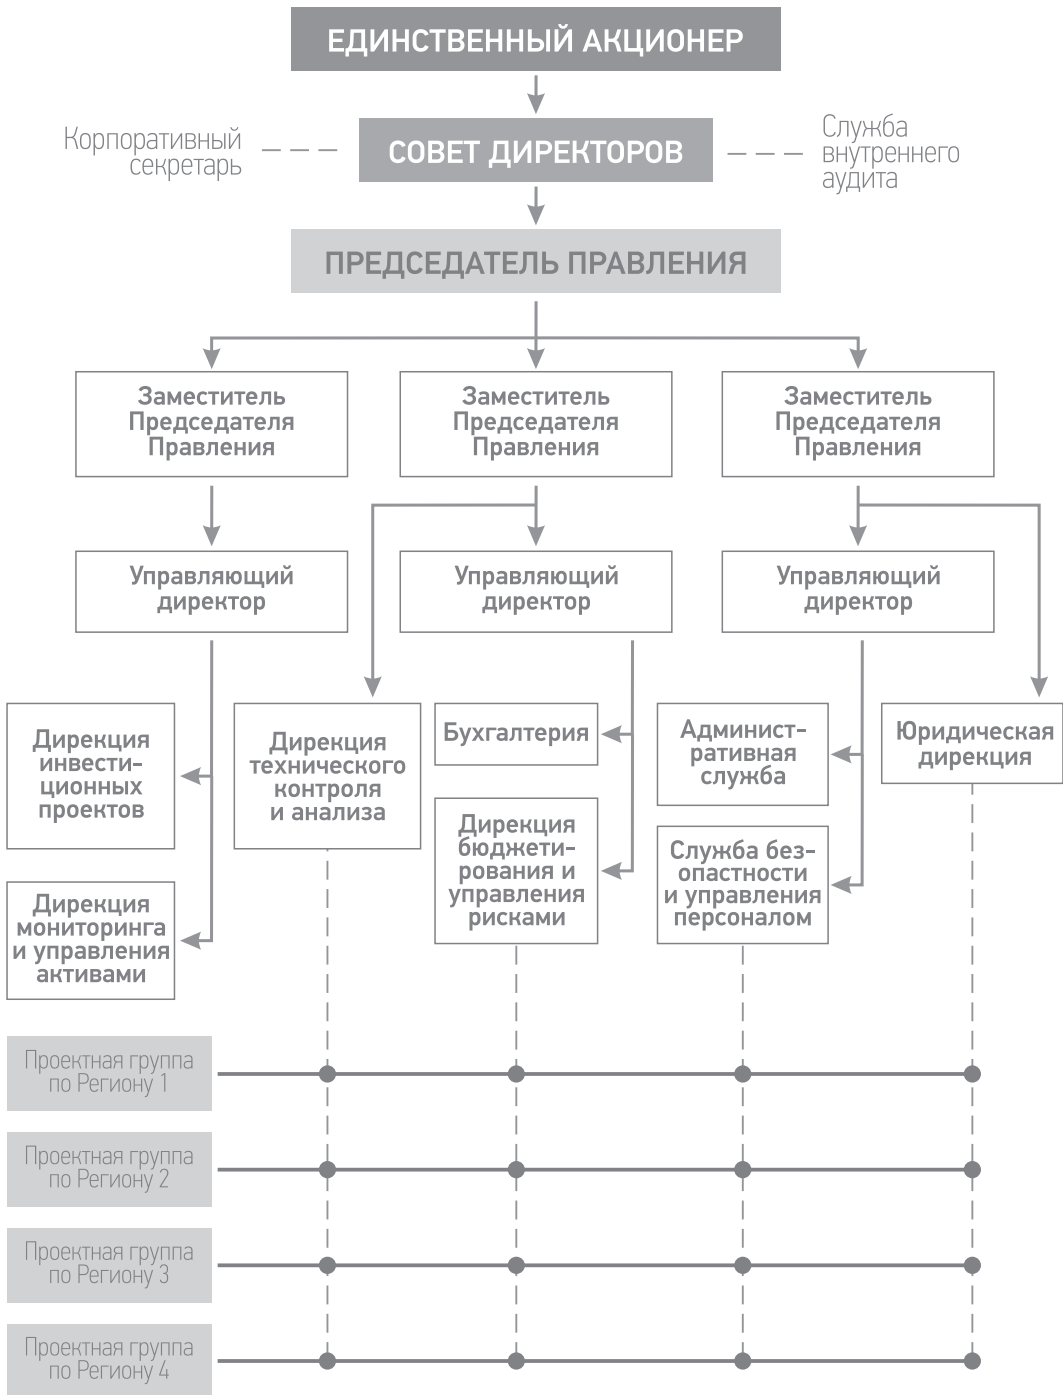 ЕДИНСТВЕННЫЙ АКЦИОНЕР
Корпоративный
секретарь
СОВЕТ ДИРЕКТОРОВ
Служба
внутреннего
аудита
ПРЕДСЕДАТЕЛЬ ПРАВЛЕНИЯ
Заместитель
Председателя
Правления
Заместитель
Председателя
Правления
Заместитель
Председателя
Правления
Управляющий
директор
Управляющий
директор
Управляющий
директор
Дирекция
инвести-
ционных
проектов
Дирекция
технического
контроля
и анализа
Бухгалтерия
Админист-
ративная
служба
Юридическая
дирекция
Дирекция
мониторинга
и управления
активами
Дирекция
бюджети-
рования и
управления
рисками
Служба без-
опастности
и управления
персоналом
Проектная группа
по Региону 1
Проектная группа
по Региону 2
Проектная группа
по Региону 3
Проектная группа
по Региону 4